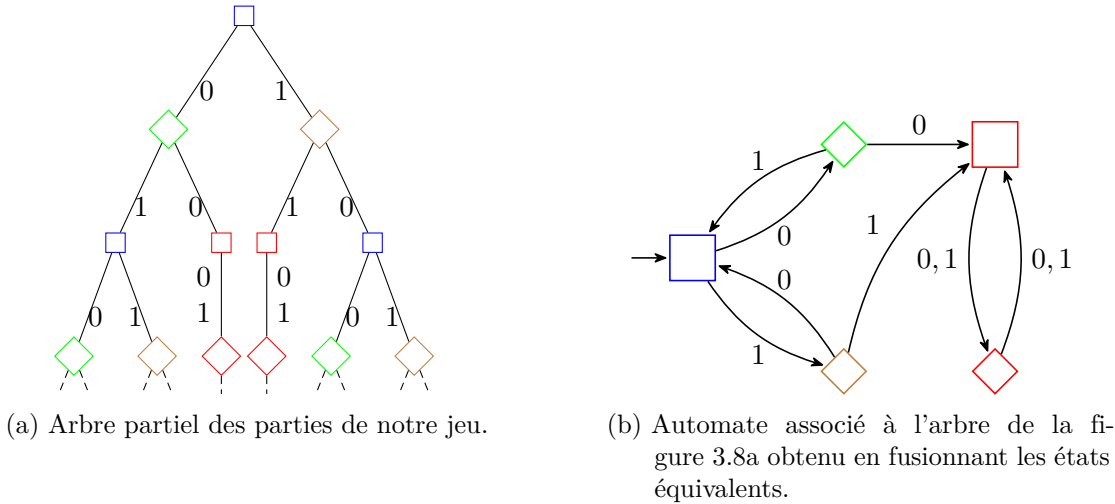 0 1
1 0 1 0
0 1 0 1 0 1 0 1
(a) Arbre partiel des parties de notre jeu.
0
1
0
1
0
0, 1 0, 1
1
(b) Automate associé à l'arbre de la fi-
gure 3.8a obtenu en fusionnant les états
équivalents.